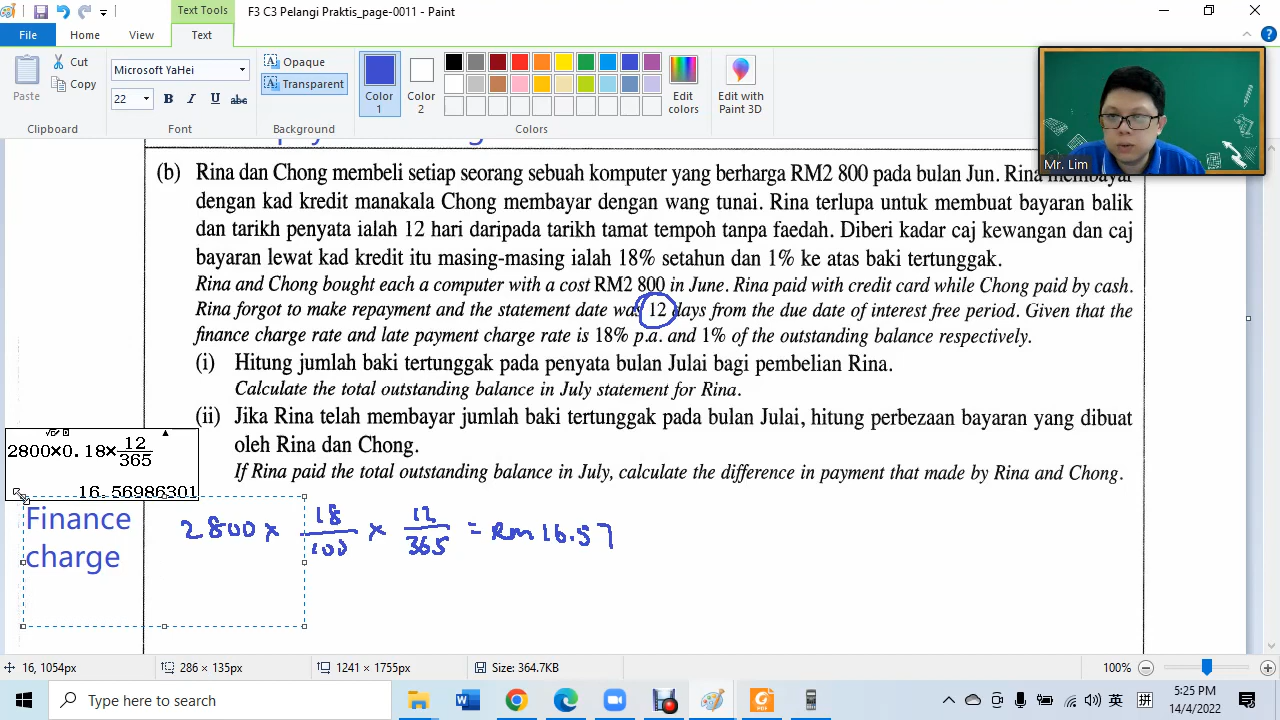 Text Tools
F3 C3 Pelangi Praktis_page-0011 - Paint
File
Home
View
Text
Paste
Cut
Copy
Clipboard
Microsoft YaHei
22
B
I
U
abc
Font
Opaque
Transparent
Background
Color
1
Color
2
Edit
colors
Edit with
Paint 3D
Colors
Mr. Lim
(b) Rina dan Chong membeli setiap seorang sebuah komputer yang berharga RM2 800 pada bulan Jun. Rina membayar
dengan kad kredit manakala Chong membayar dengan wang tunai. Rina terlupa untuk membuat bayaran balik
dan tarikh penyata ialah 12 hari daripada tarikh tamat tempoh tanpa faedah. Diberi kadar caj kewangan dan caj
bayaran lewat kad kredit itu masing-masing ialah 18% setahun dan 1% ke atas baki tertunggak.
Rina and Chong bought each a computer with a cost RM2 800 in June. Rina paid with credit card while Chong paid by cash.
Rina forgot to make repayment and the statement date was 12 days from the due date of interest free period. Given that the
finance charge rate and late payment charge rate is 18% p.a. and 1% of the outstanding balance respectively.
(i) Hitung jumlah baki tertunggak pada penyata bulan Julai bagi pembelian Rina.
Calculate the total outstanding balance in July statement for Rina.
(ii) Jika Rina telah membayar jumlah baki tertunggak pada bulan Julai, hitung perbezaan bayaran yang dibuat
oleh Rina dan Chong.
If Rina paid the total outstanding balance in July, calculate the difference in payment that made by Rina and Chong.
2800×0.18×12/365
16.56986301
Finance
charge
2800 × 18/100 × 12/365 = RM 16.57
16, 1054px
286 × 135px
1241 × 1755px
Size: 364.7KB
100%
Type here to search
英
拼
5:25 PM
14/4/2022